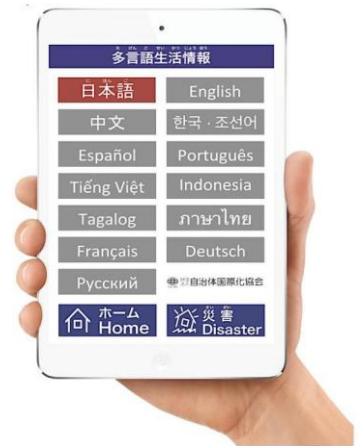 多言語生活情報
日本語
English
中文
한국·조선어
Español
Português
Tiếng Việt
Indonesia
Tagalog
ภาษาไทย
Français
Deutsch
Русский
自治体国際化協会
ホーム
Home
災害
Disaster